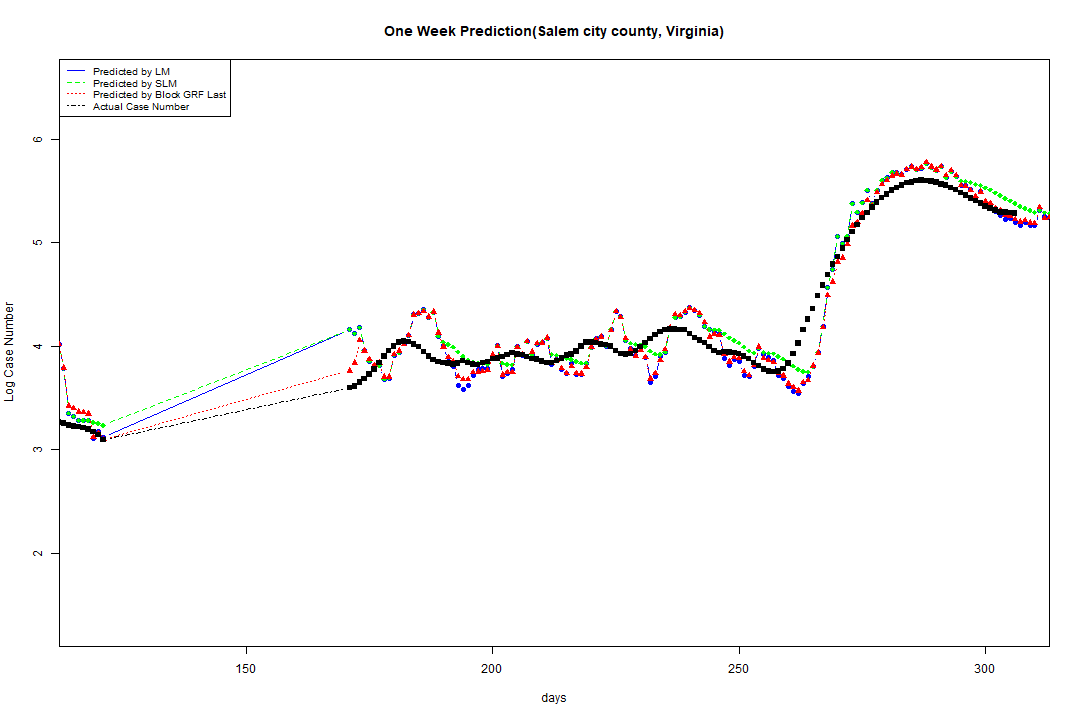 One Week Prediction(Salem city county, Virginia)
Predicted by LM
Predicted by SLM
Predicted by Block GRF Last
Actual Case Number
6
5
4
3
2
Log Case Number
150 200 250 300
days